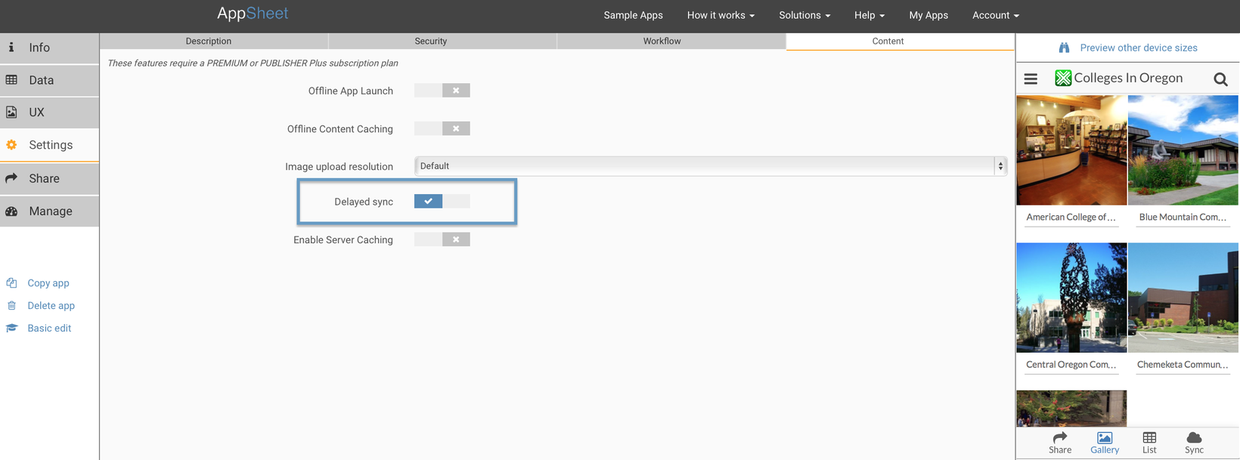 AppSheet
Sample Apps How it works Solutions Help My Apps Account
Info
Data
UX
Settings
Share
Manage
Copy app
Delete app
Basic edit
Description Security Workflow Content
These features require a PREMIUM or PUBLISHER Plus subscription plan
Offline App Launch
Offline Content Caching
Image upload resolution Default
Delayed sync
Enable Server Caching
Preview other device sizes
Colleges In Oregon
American College of ... Blue Mountain Com...
Central Oregon Com... Chemeketa Commun...
Share Gallery List Sync